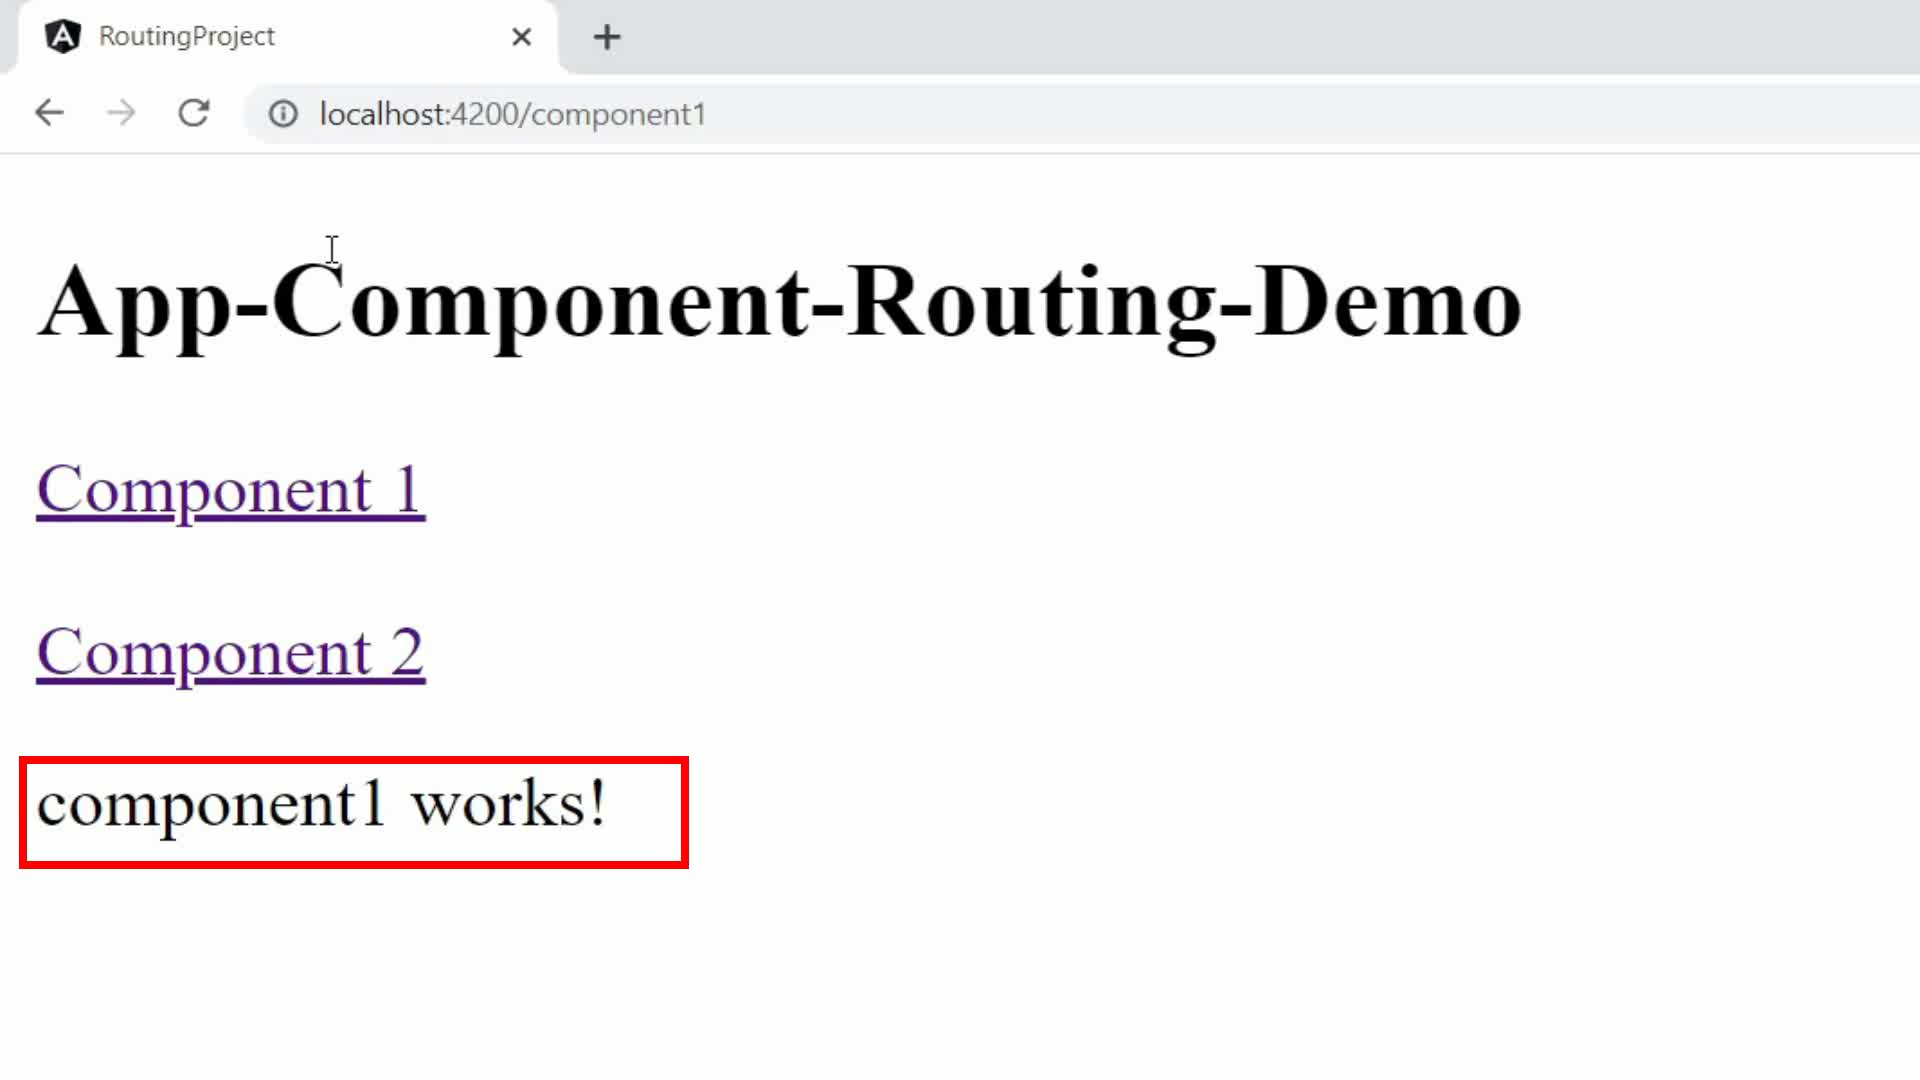 RoutingProject
localhost:4200/component1
App-Component-Routing-Demo
Component 1
Component 2
component1 works!